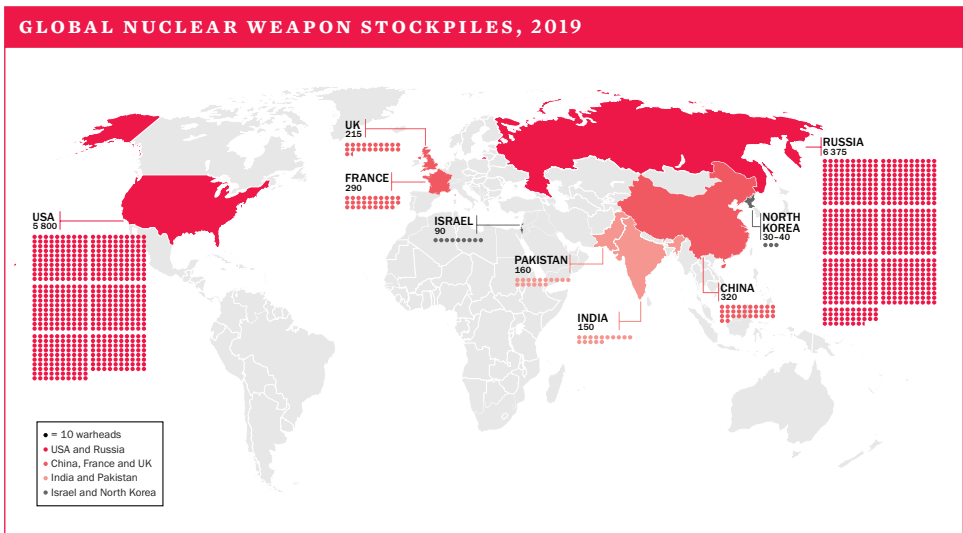 GLOBAL NUCLEAR WEAPON STOCKPILES, 2019
UK
215
FRANCE
290
ISRAEL
90
PAKISTAN
160
INDIA
150
USA
5 800
RUSSIA
6 375
NORTH
KOREA
30–40
CHINA
320
= 10 warheads
USA and Russia
China, France and UK
India and Pakistan
Israel and North Korea